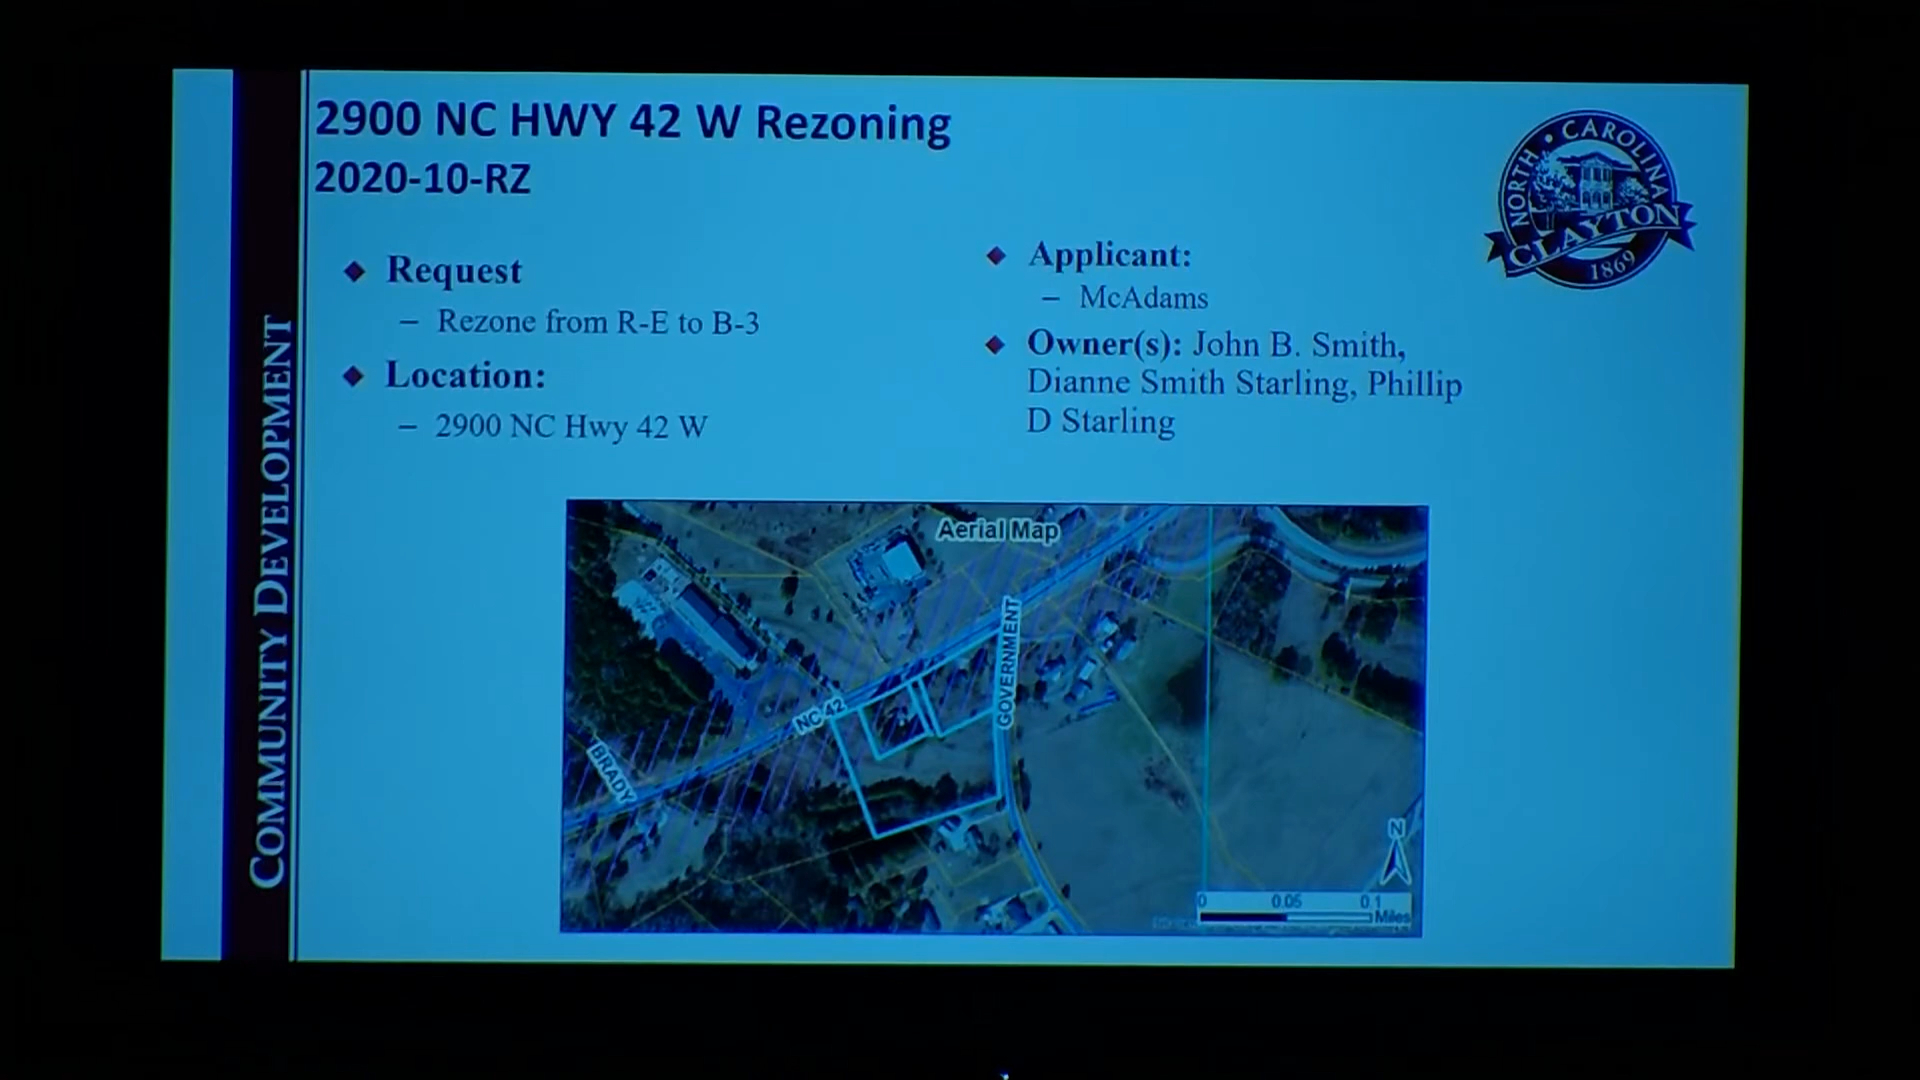 2900 NC HWY 42 W Rezoning
2020-10-RZ
COMMUNITY DEVELOPMENT
NORTH • CAROLINA
CLAYTON
1869
◆ Request
– Rezone from R-E to B-3
◆ Location:
– 2900 NC Hwy 42 W
◆ Applicant:
– McAdams
◆ Owner(s): John B. Smith,
Dianne Smith Starling, Phillip
D Starling
Aerial Map
GOVERNMENT
NC 42
BRADY
N
0 0.05 0.1
Miles